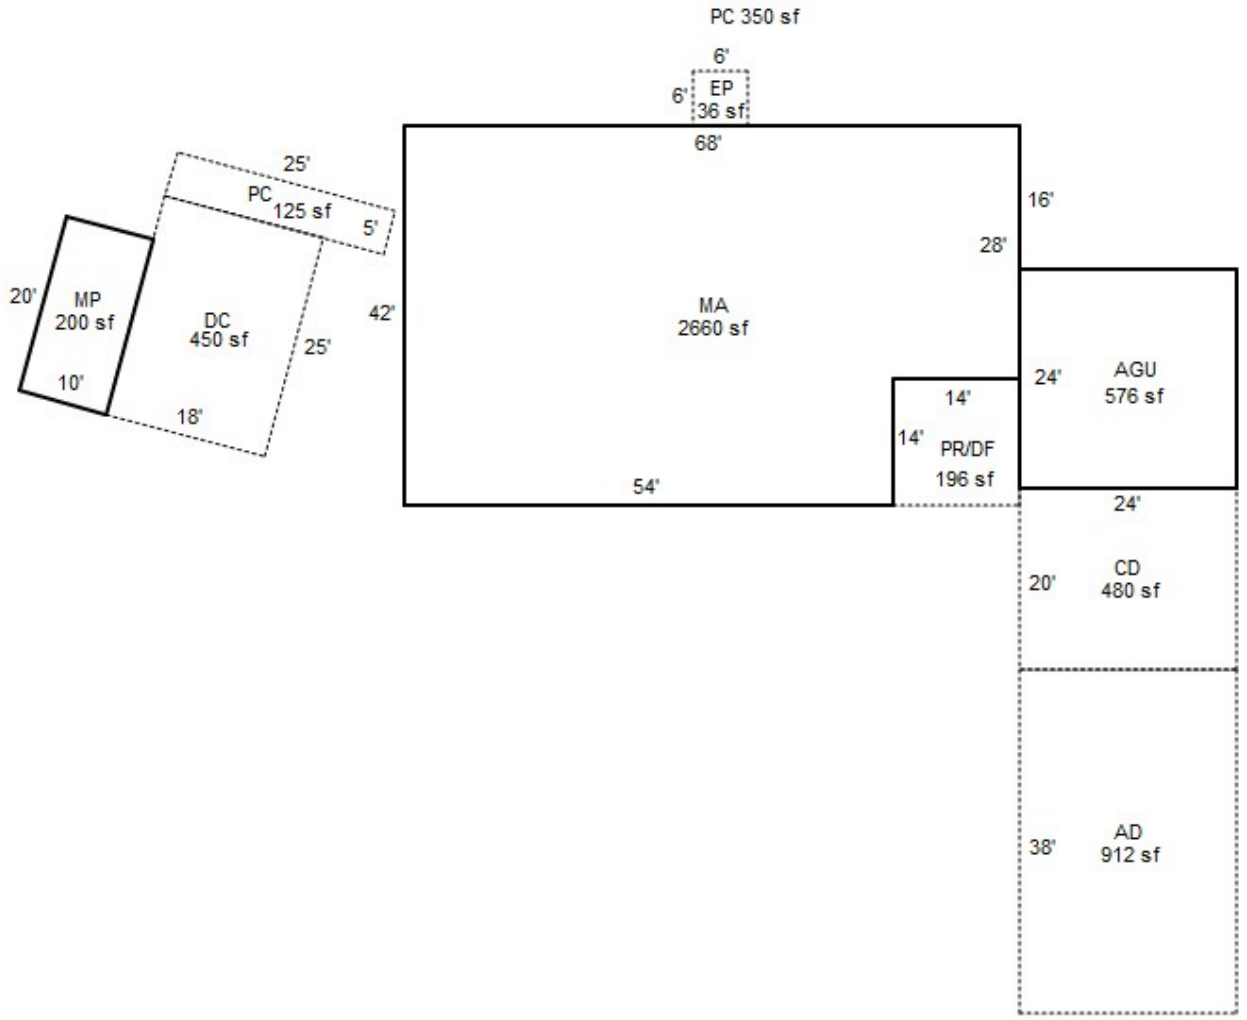 PC 350 sf
6'
6'
EP
36 sf
68'
25'
PC
125 sf
5'
16'
28'
20'
MP
200 sf
10'
DC
450 sf
25'
18'
42'
MA
2660 sf
24'
AGU
576 sf
14'
14'
PR/DF
196 sf
54'
24'
20'
CD
480 sf
38'
AD
912 sf